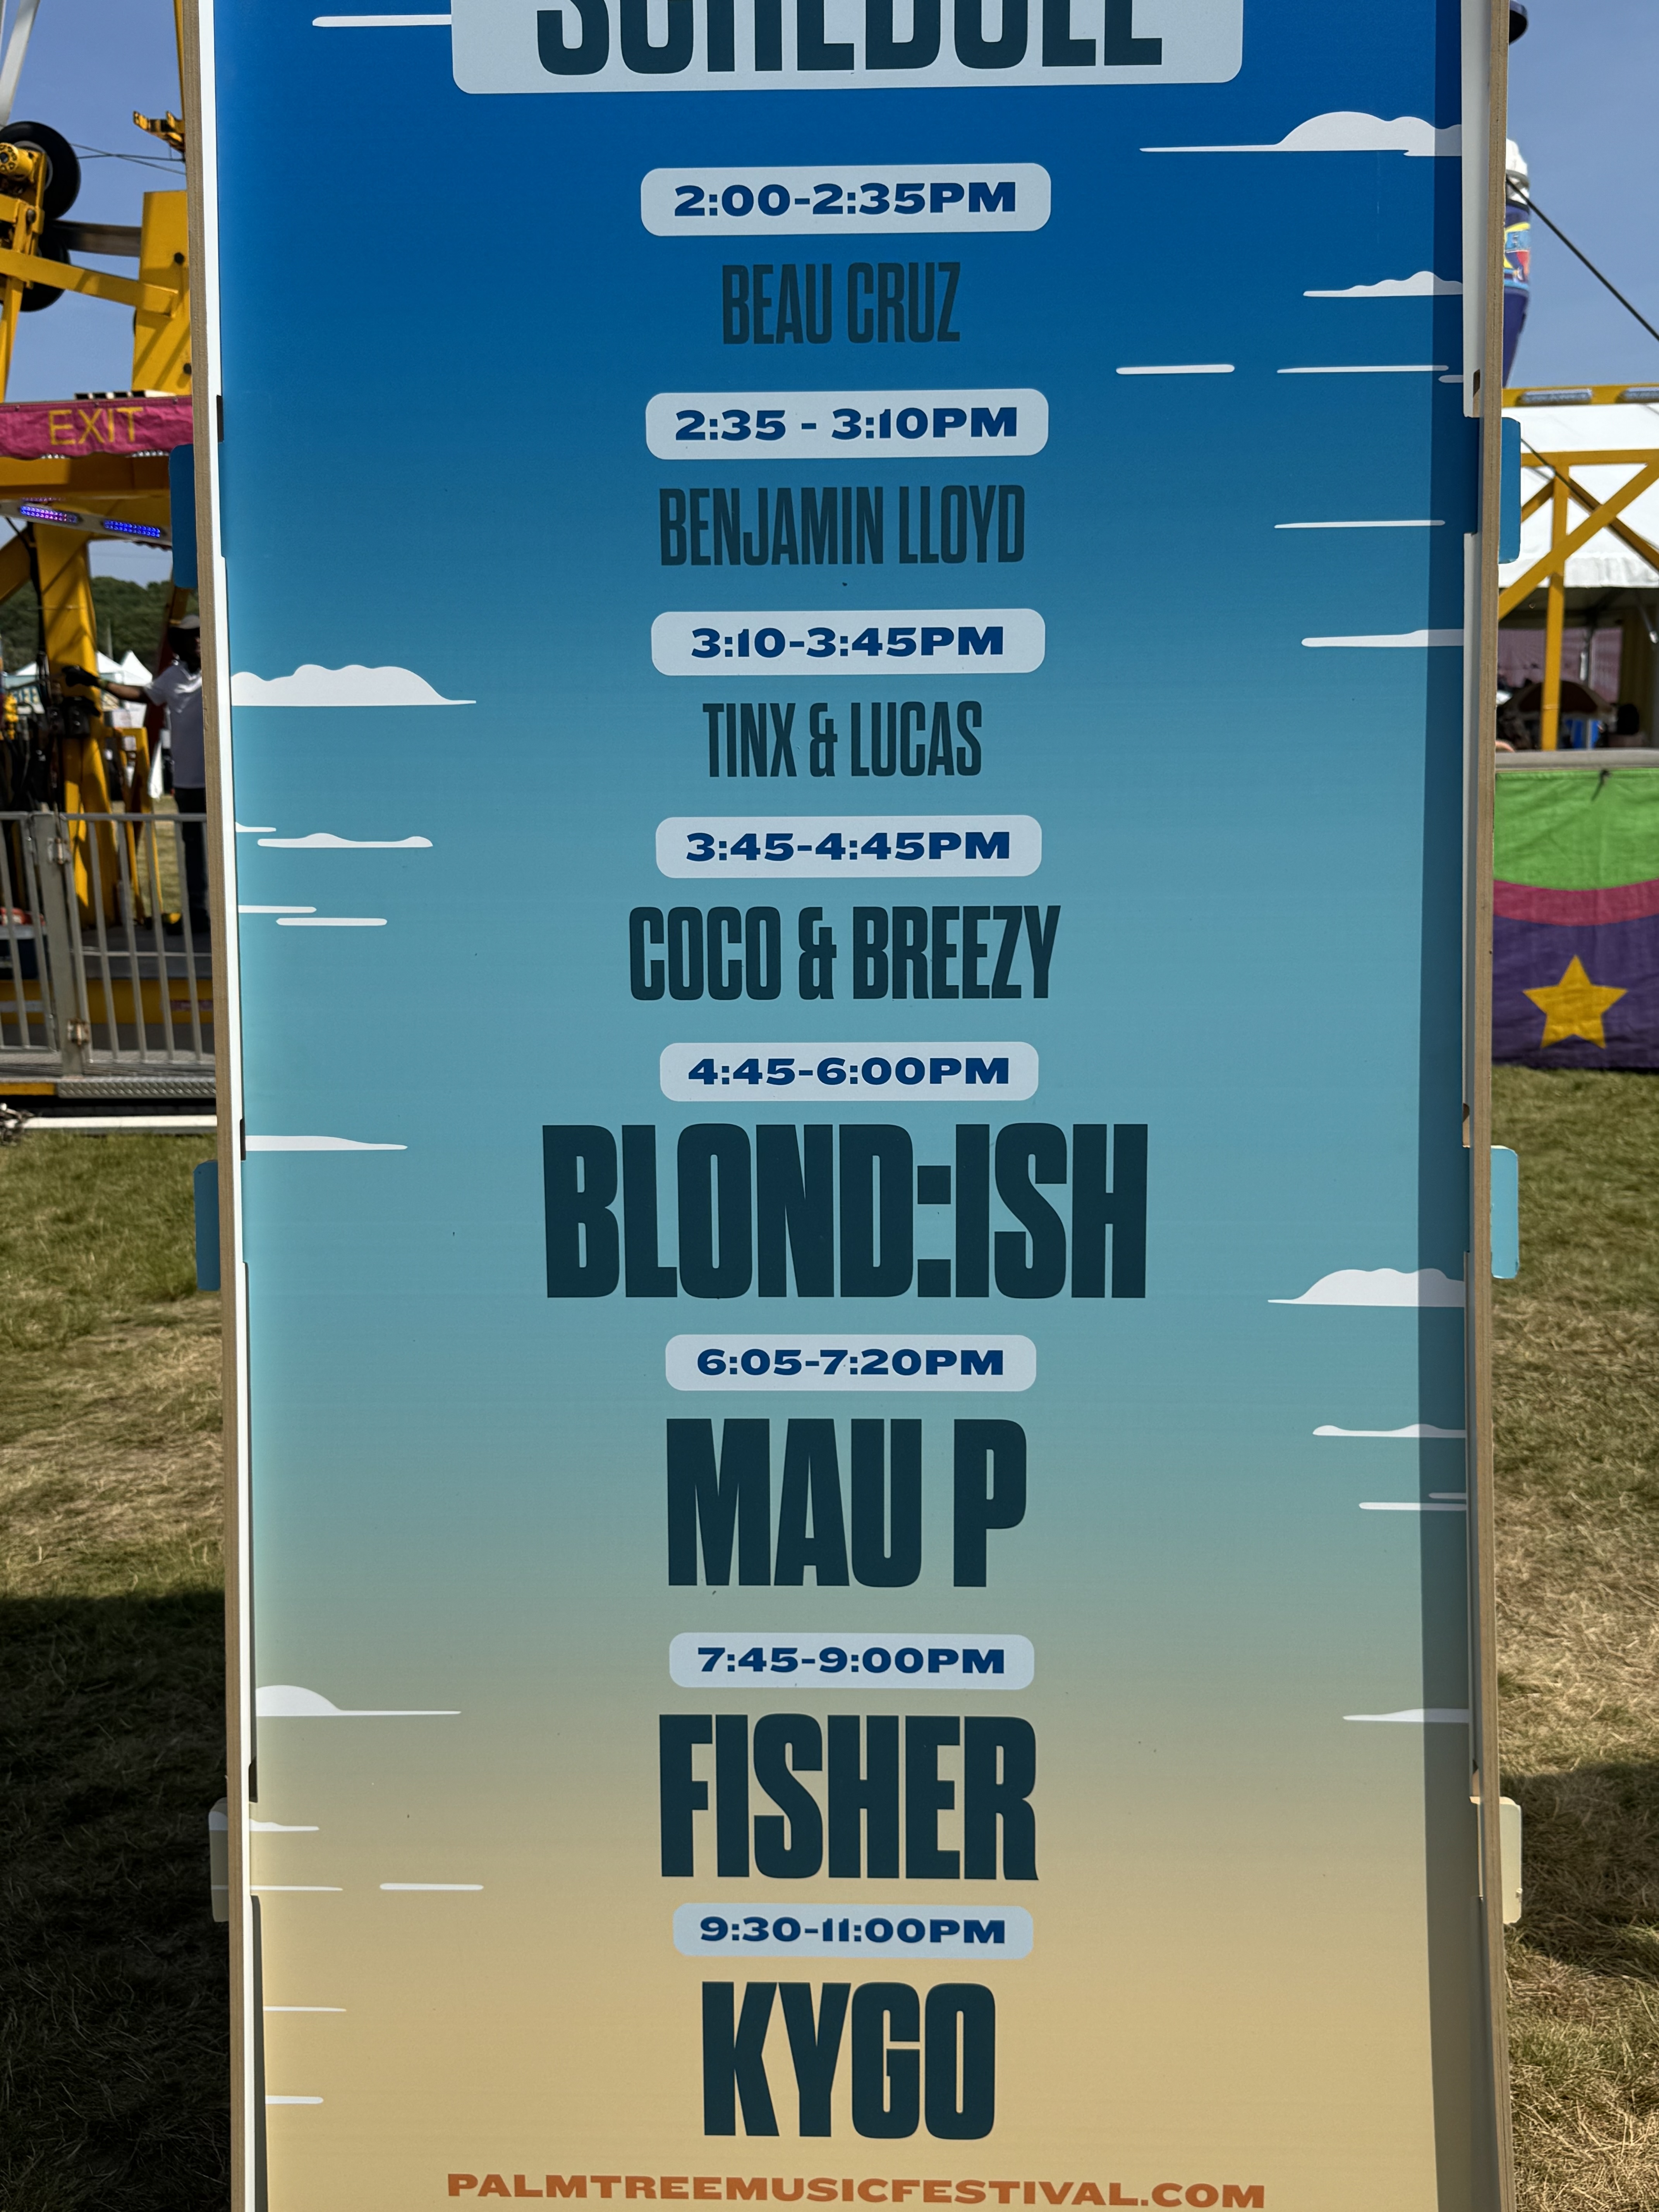 SCHEDULE
2:00-2:35PM
BEAU CRUZ
EXIT
2:35 - 3:10PM
BENJAMIN LLOYD
3:10-3:45PM
TINX & LUCAS
3:45-4:45PM
COCO & BREEZY
4:45-6:00PM
BLOND:ISH
6:05-7:20PM
MAU P
7:45-9:00PM
FISHER
9:30-11:00PM
KYGO
PALMTREEMUSICFESTIVAL.COM